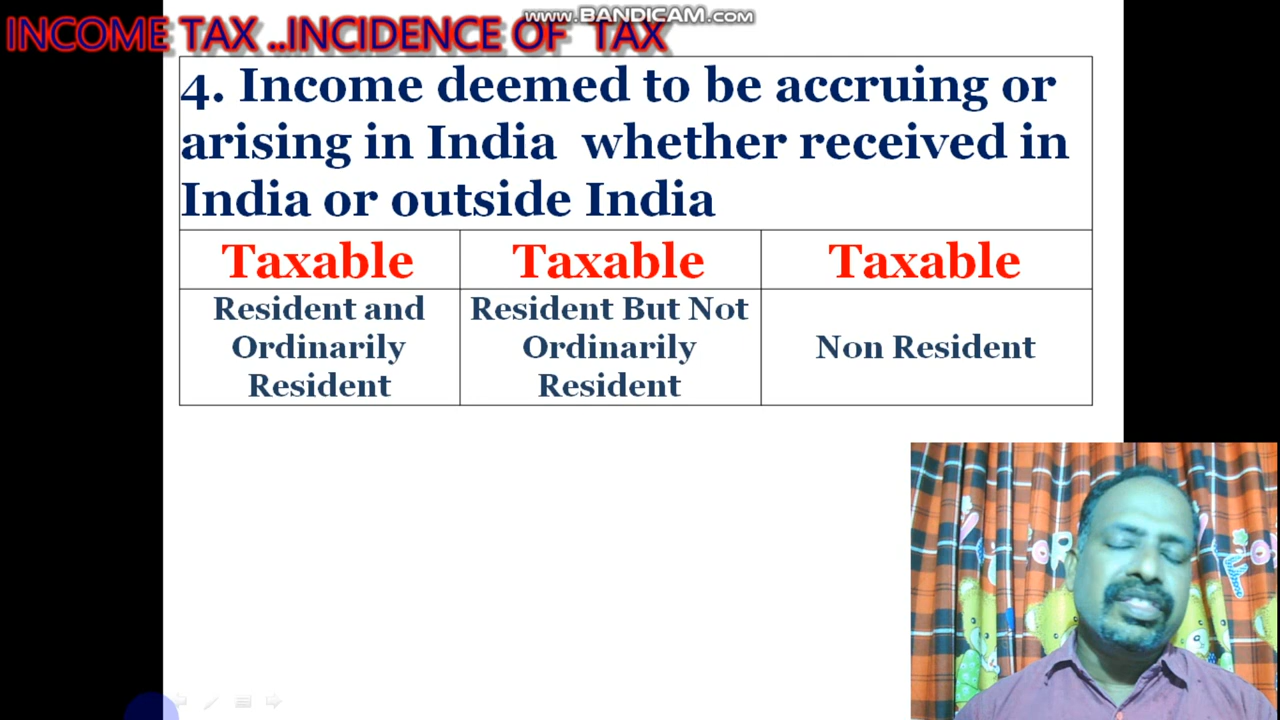 www.BANDICAM.com
INCOME TAX ..INCIDENCE OF TAX
4. Income deemed to be accruing or
arising in India whether received in
India or outside India
Taxable Taxable Taxable
Resident and
Ordinarily
Resident
Resident But Not
Ordinarily
Resident
Non Resident